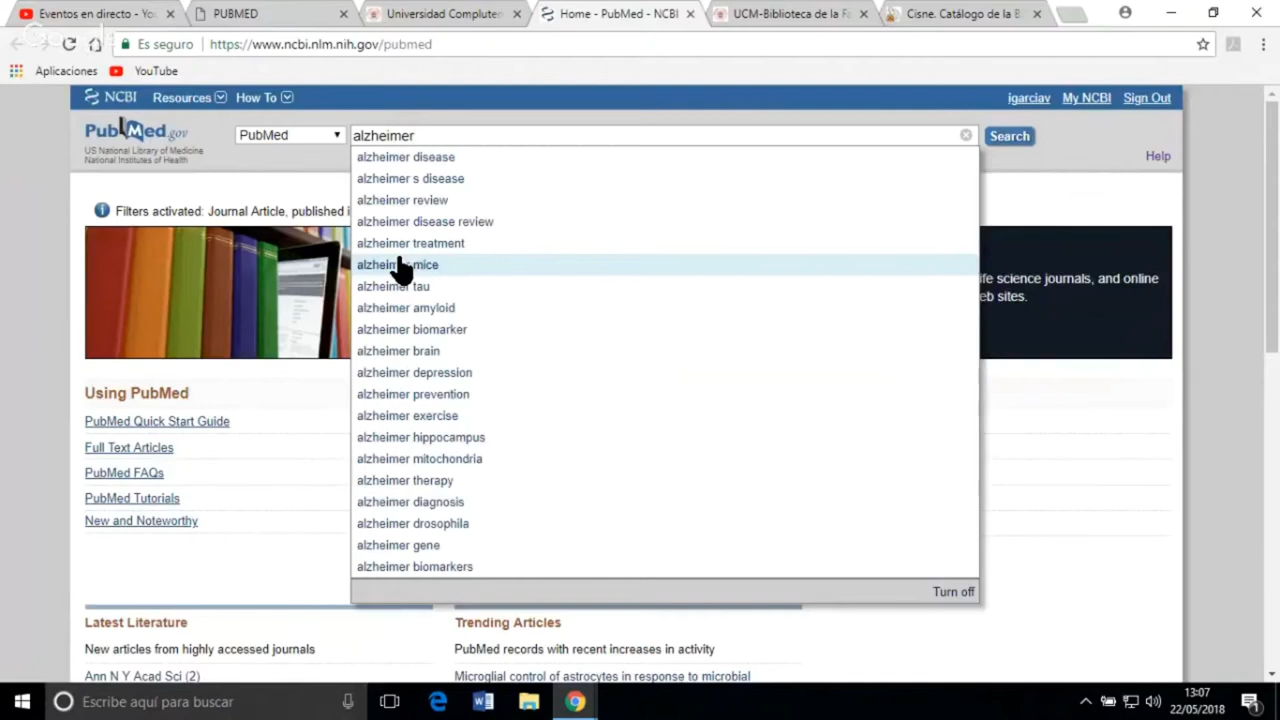 Eventos en directo - You
PUBMED
Universidad Compluten
Home - PubMed - NCBI
UCM-Biblioteca de la Fa
Cisne. Catálogo de la B
Es seguro
https://www.ncbi.nlm.nih.gov/pubmed
Aplicaciones
YouTube
NCBI
Resources
How To
igarciav
My NCBI
Sign Out
PubMed.gov
US National Library of Medicine
National Institutes of Health
PubMed
alzheimer
Search
Help
alzheimer disease
alzheimer s disease
alzheimer review
alzheimer disease review
alzheimer treatment
alzheimer mice
alzheimer tau
alzheimer amyloid
alzheimer biomarker
alzheimer brain
alzheimer depression
alzheimer prevention
alzheimer exercise
alzheimer hippocampus
alzheimer mitochondria
alzheimer therapy
alzheimer diagnosis
alzheimer drosophila
alzheimer gene
alzheimer biomarkers
Turn off
Filters activated: Journal Article, published i
ife science journals, and online
eb sites.
Using PubMed
PubMed Quick Start Guide
Full Text Articles
PubMed FAQs
PubMed Tutorials
New and Noteworthy
Latest Literature
New articles from highly accessed journals
Ann N Y Acad Sci (2)
Trending Articles
PubMed records with recent increases in activity
Microglial control of astrocytes in response to microbial
Escribe aquí para buscar
13:07
22/05/2018